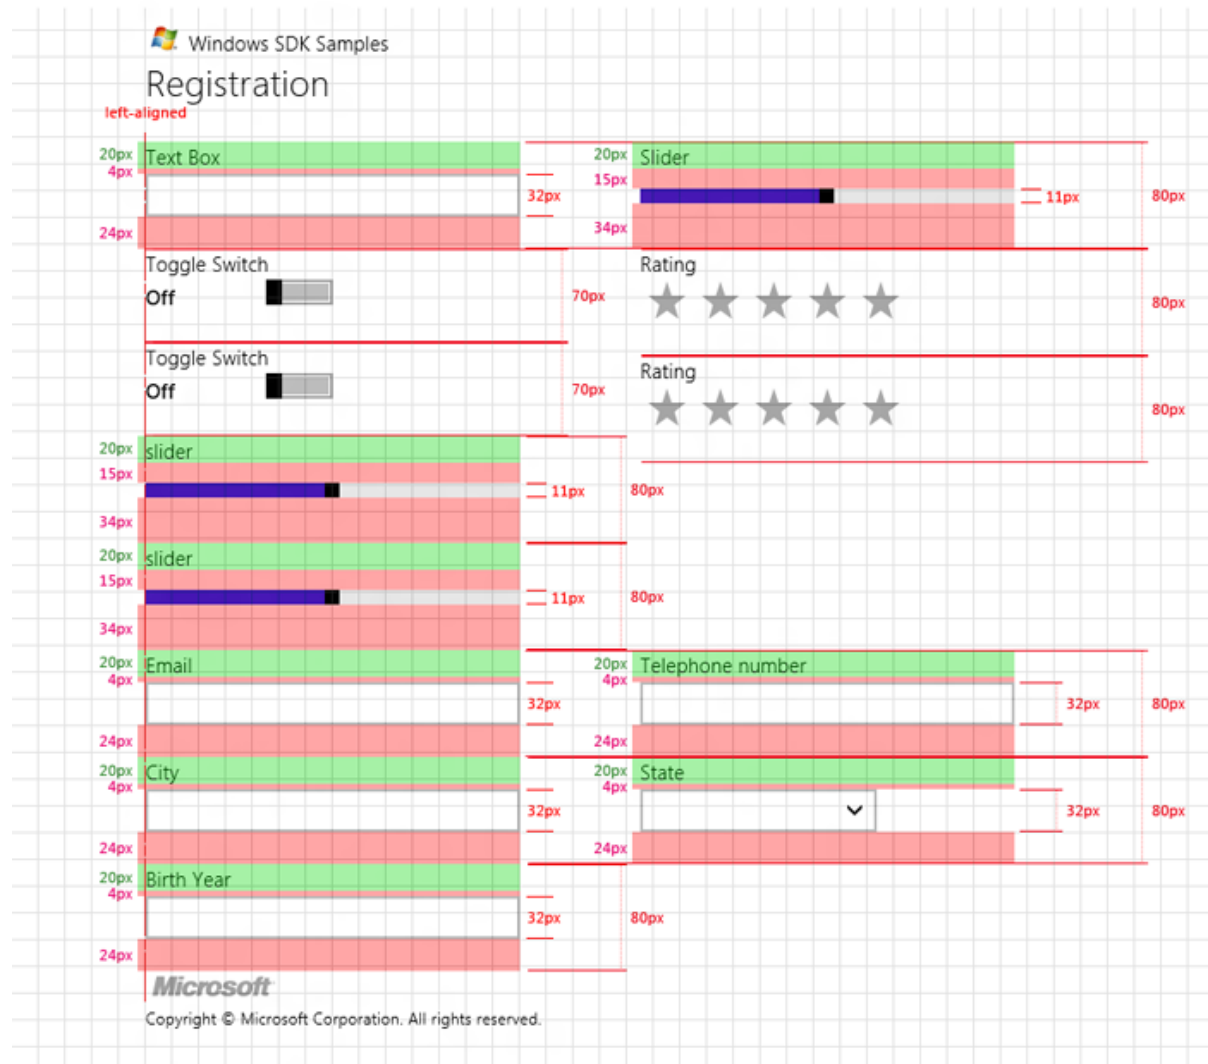 Windows SDK Samples
Registration
left-aligned
20px Text Box 20px Slider
4px 15px
32px 11px 80px
24px 34px
Toggle Switch Rating
Off 70px 80px
Toggle Switch Rating
Off 70px 80px
20px slider
15px
11px 80px
34px
20px slider
15px
11px 80px
34px
20px Email 20px Telephone number
4px 4px
32px 32px 80px
24px 24px
20px City 20px State
4px 4px
32px 32px 80px
24px 24px
20px Birth Year
4px
32px 80px
24px
Microsoft
Copyright © Microsoft Corporation. All rights reserved.